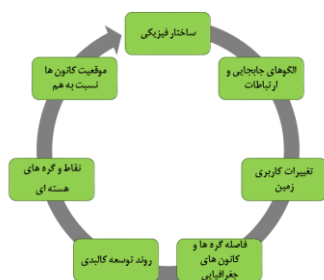 ساختار فیزیکی
الگوهای جابجایی و
ارتباطات
تغییرات کاربری
زمین
فاصله گره ها و
کانون های
جغرافیایی
روند توسعه کالبدی
نقاط و گره های
هسته ای
موقعیت کانون ها
نسبت به هم